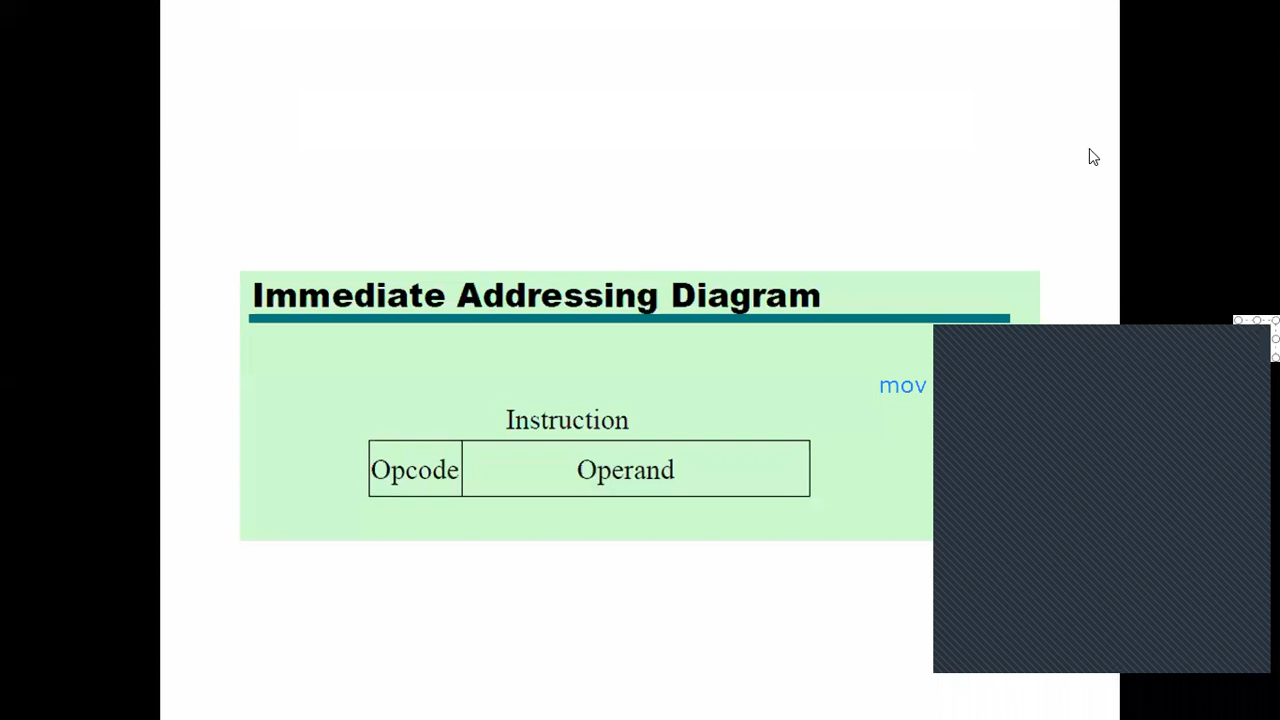 Immediate Addressing Diagram
mov
Instruction
Opcode Operand